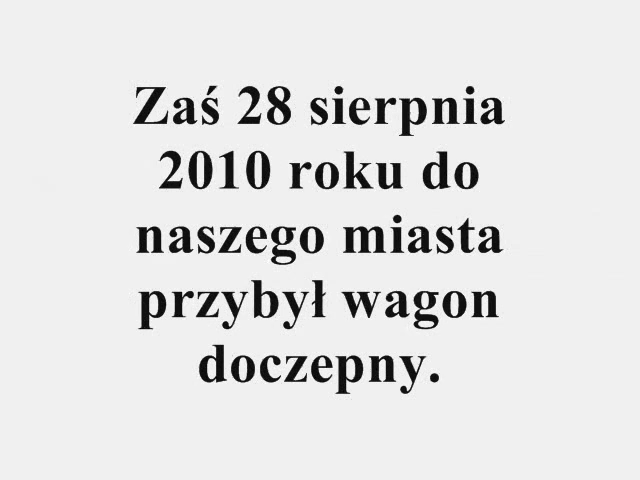 Zaś 28 sierpnia
2010 roku do
naszego miasta
przybył wagon
doczepny.